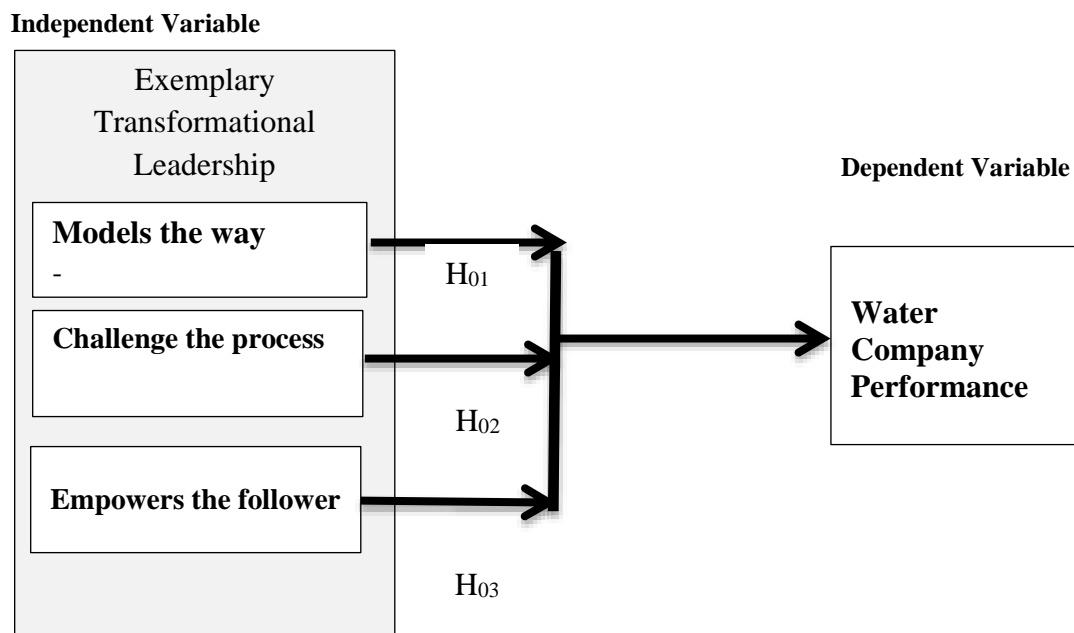 Independent Variable
Exemplary
Transformational
Leadership
Dependent Variable
Models the way
-
H01
Challenge the process
Water
Company
Performance
H02
Empowers the follower
H03